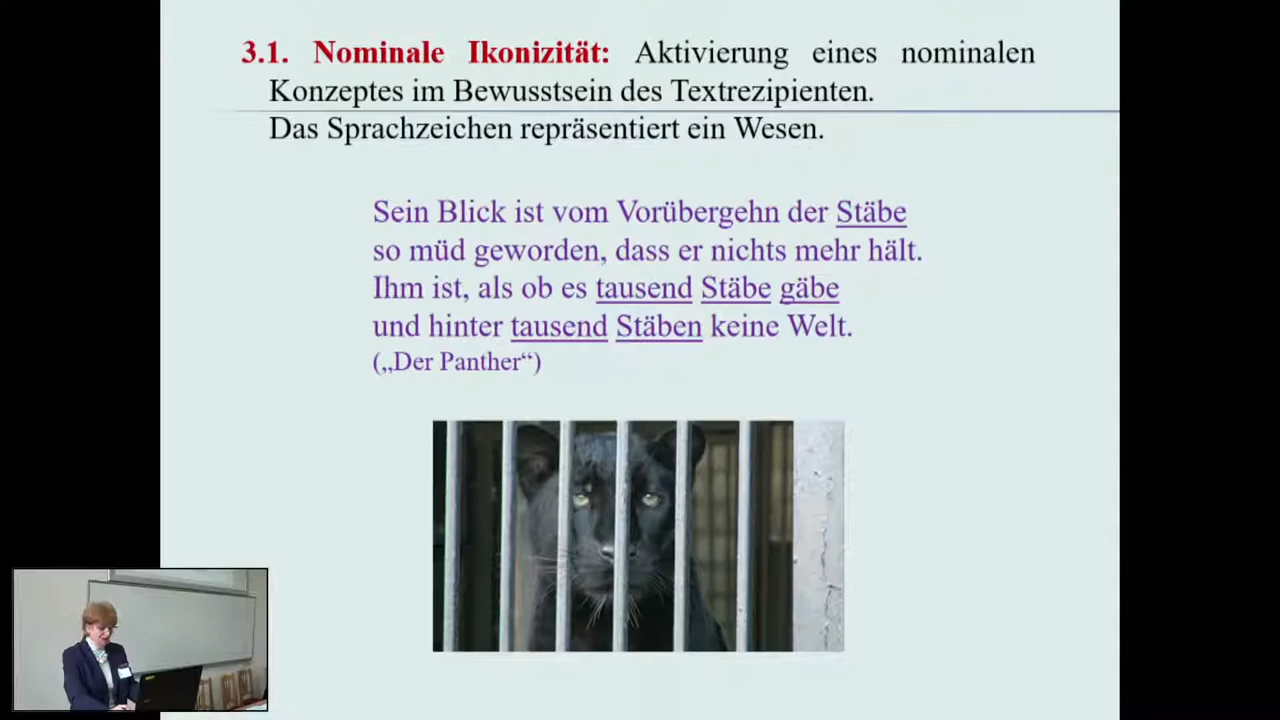 3.1. Nominale Ikonizität: Aktivierung eines nominalen
Konzeptes im Bewusstsein des Textrezipienten.
Das Sprachzeichen repräsentiert ein Wesen.
Sein Blick ist vom Vorübergehn der Stäbe
so müd geworden, dass er nichts mehr hält.
Ihm ist, als ob es tausend Stäbe gäbe
und hinter tausend Stäben keine Welt.
(„Der Panther“)